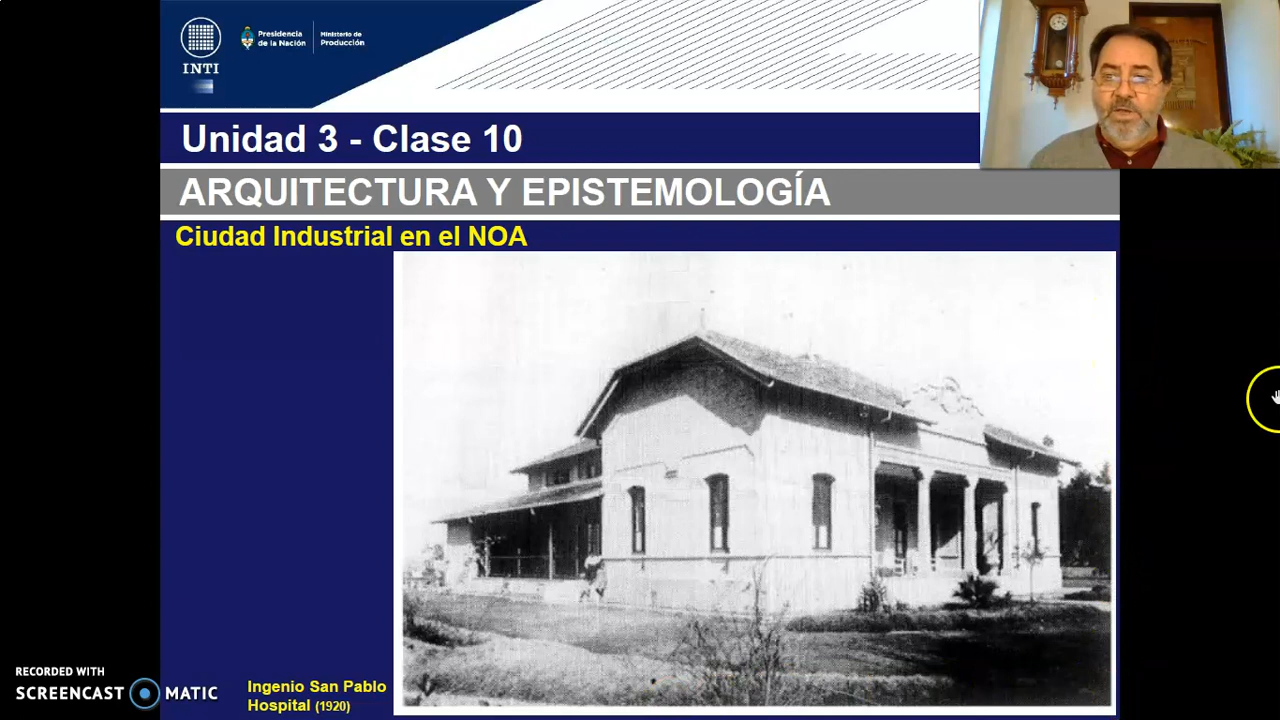 INTI
Presidencia
de la Nación
Ministerio de
Producción
Unidad 3 - Clase 10
ARQUITECTURA Y EPISTEMOLOGÍA
Ciudad Industrial en el NOA
Ingenio San Pablo
Hospital (1920)
RECORDED WITH
SCREENCAST MATIC